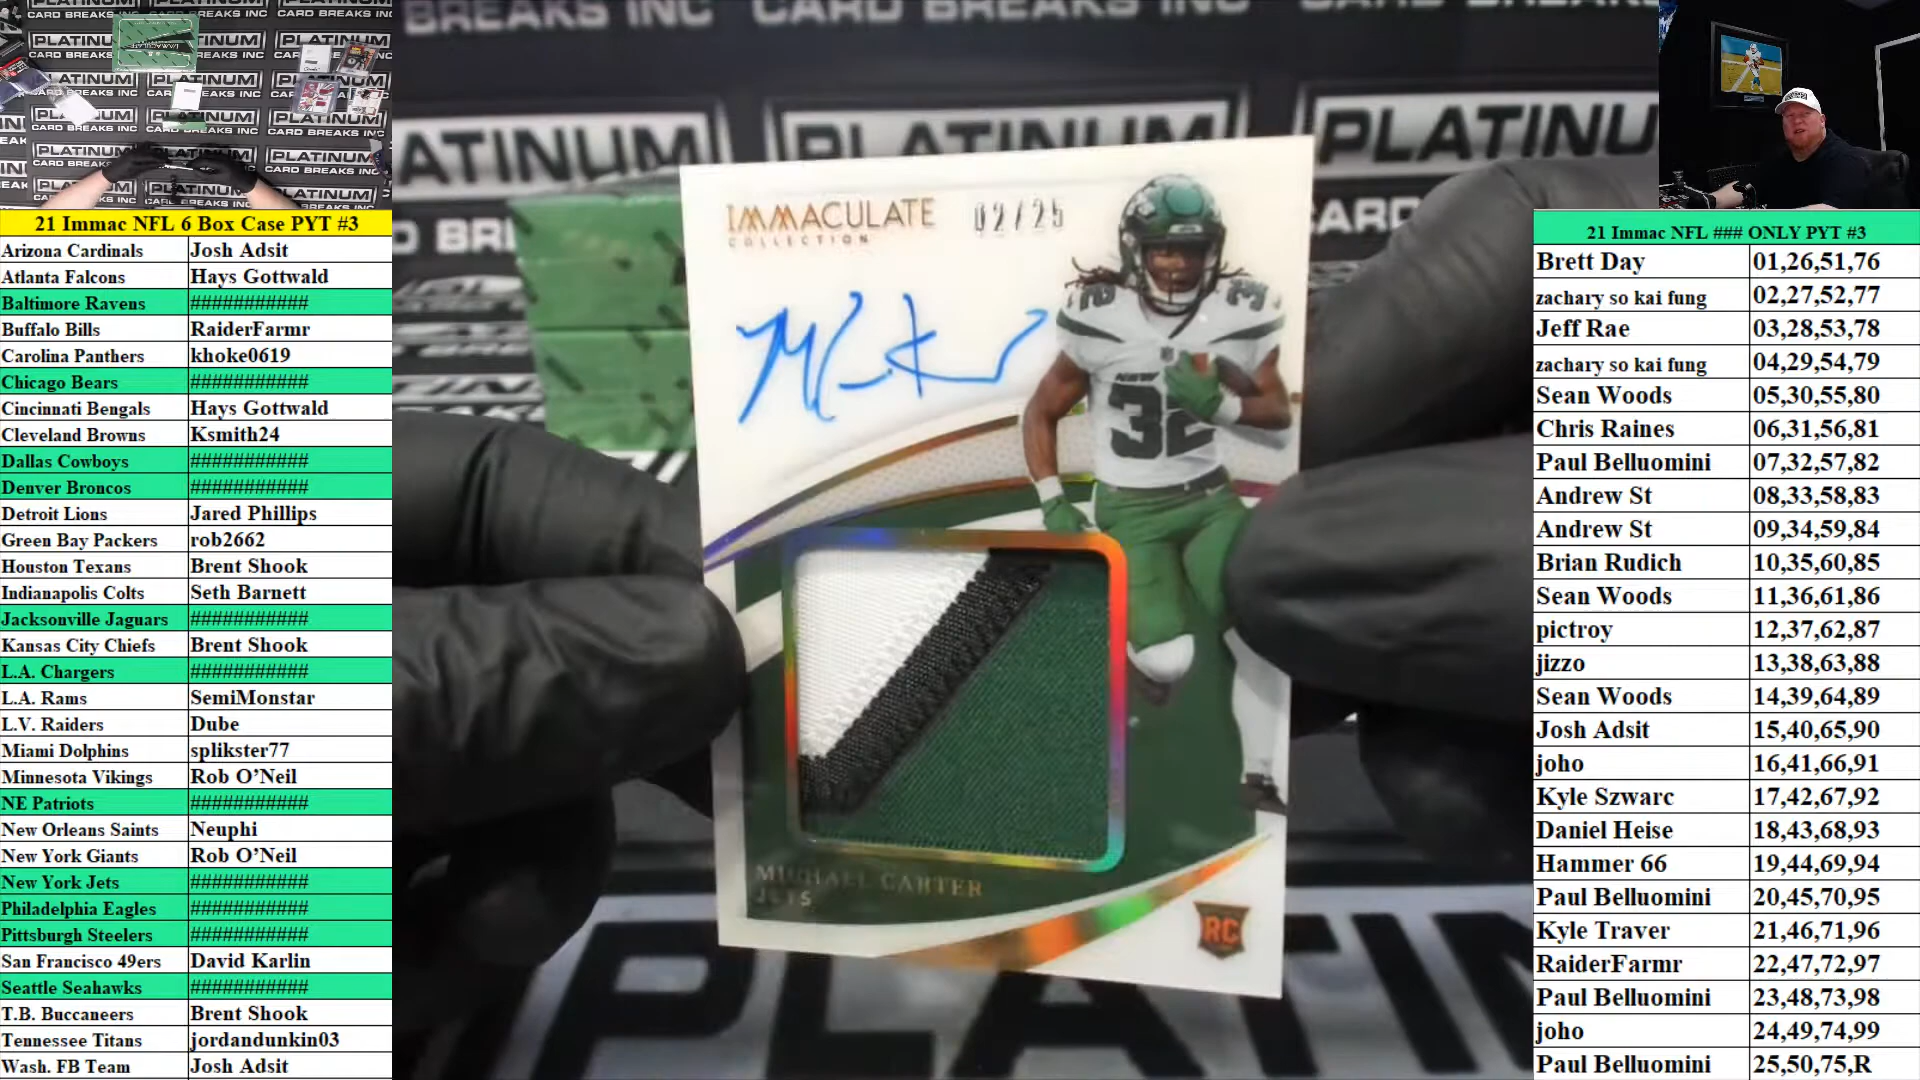 21 Immac NFL 6 Box Case PYT #3
Arizona Cardinals Josh Adsit
Atlanta Falcons Hays Gottwald
Baltimore Ravens ###########
Buffalo Bills RaiderFarmr
Carolina Panthers khoke0619
Chicago Bears ###########
Cincinnati Bengals Hays Gottwald
Cleveland Browns Ksmith24
Dallas Cowboys ###########
Denver Broncos ###########
Detroit Lions Jared Phillips
Green Bay Packers rob2662
Houston Texans Brent Shook
Indianapolis Colts Seth Barnett
Jacksonville Jaguars ###########
Kansas City Chiefs Brent Shook
L.A. Chargers ###########
L.A. Rams SemiMonstar
L.V. Raiders Dube
Miami Dolphins splikster77
Minnesota Vikings Rob O’Neil
NE Patriots ###########
New Orleans Saints Neuphi
New York Giants Rob O’Neil
New York Jets ###########
Philadelphia Eagles ###########
Pittsburgh Steelers ###########
San Francisco 49ers David Karlin
Seattle Seahawks ###########
T.B. Buccaneers Brent Shook
Tennessee Titans jordandunkin03
Wash. FB Team Josh Adsit
IMMACULATE
COLLECTION
02/25
NEW YORK
32
MICHAEL CARTER
JETS
RC
PLATINUM
CARD BREAKS INC
21 Immac NFL ### ONLY PYT #3
Brett Day 01,26,51,76
zachary so kai fung 02,27,52,77
Jeff Rae 03,28,53,78
zachary so kai fung 04,29,54,79
Sean Woods 05,30,55,80
Chris Raines 06,31,56,81
Paul Belluomini 07,32,57,82
Andrew St 08,33,58,83
Andrew St 09,34,59,84
Brian Rudich 10,35,60,85
Sean Woods 11,36,61,86
pictroy 12,37,62,87
jizzo 13,38,63,88
Sean Woods 14,39,64,89
Josh Adsit 15,40,65,90
joho 16,41,66,91
Kyle Szwarc 17,42,67,92
Daniel Heise 18,43,68,93
Hammer 66 19,44,69,94
Paul Belluomini 20,45,70,95
Kyle Traver 21,46,71,96
RaiderFarmr 22,47,72,97
Paul Belluomini 23,48,73,98
joho 24,49,74,99
Paul Belluomini 25,50,75,R